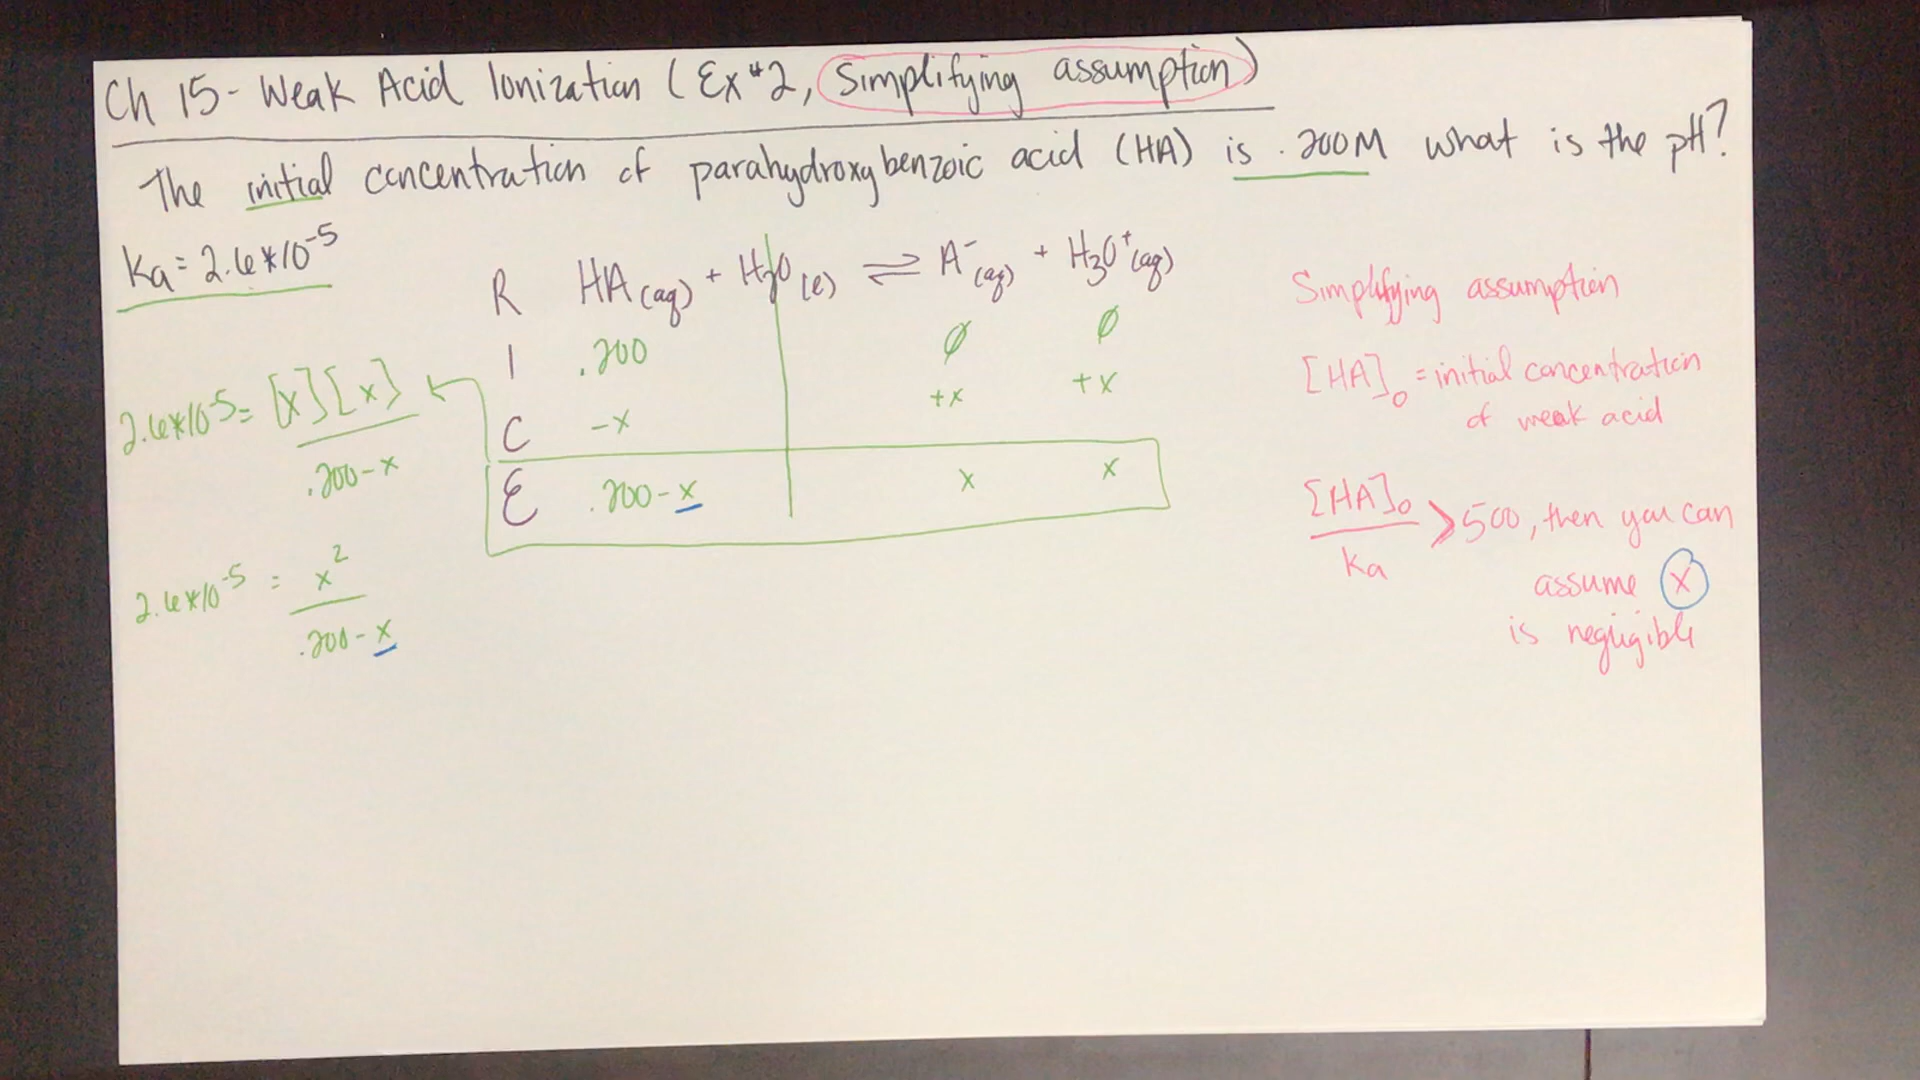 Ch 15- Weak Acid Ionization (Ex#2, Simplifying assumption)
The initial concentration of parahydroxybenzoic acid (HA) is .200M what is the pH?
Ka = 2.6*10⁻⁵
R HA(aq) + H₂O(l) ⇌ A⁻(aq) + H₃O⁺(aq)
I .200 ∅ ∅
C -x +x +x
E .200-x x x
2.6*10⁻⁵ = [x][x]
.200-x
2.6*10⁻⁵ = x²
.200-x
Simplifying assumption
[HA]₀ = initial concentration
of weak acid
[HA]₀ > 500, then you can
Ka
assume x
is negligible